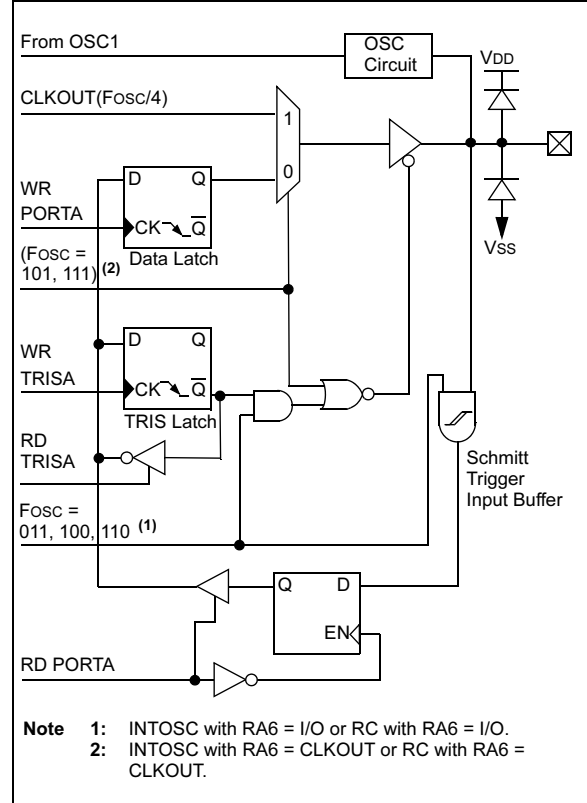 From OSC1
OSC
Circuit
VDD
CLKOUT(FOSC/4)
1
0
D Q
WR
PORTA
CK Q
Data Latch
VSS
(FOSC =
101, 111) (2)
D Q
WR
TRISA
CK Q
TRIS Latch
RD
TRISA
Schmitt
Trigger
Input Buffer
FOSC =
011, 100, 110 (1)
Q D
EN
RD PORTA
Note 1: INTOSC with RA6 = I/O or RC with RA6 = I/O.
2: INTOSC with RA6 = CLKOUT or RC with RA6 =
CLKOUT.